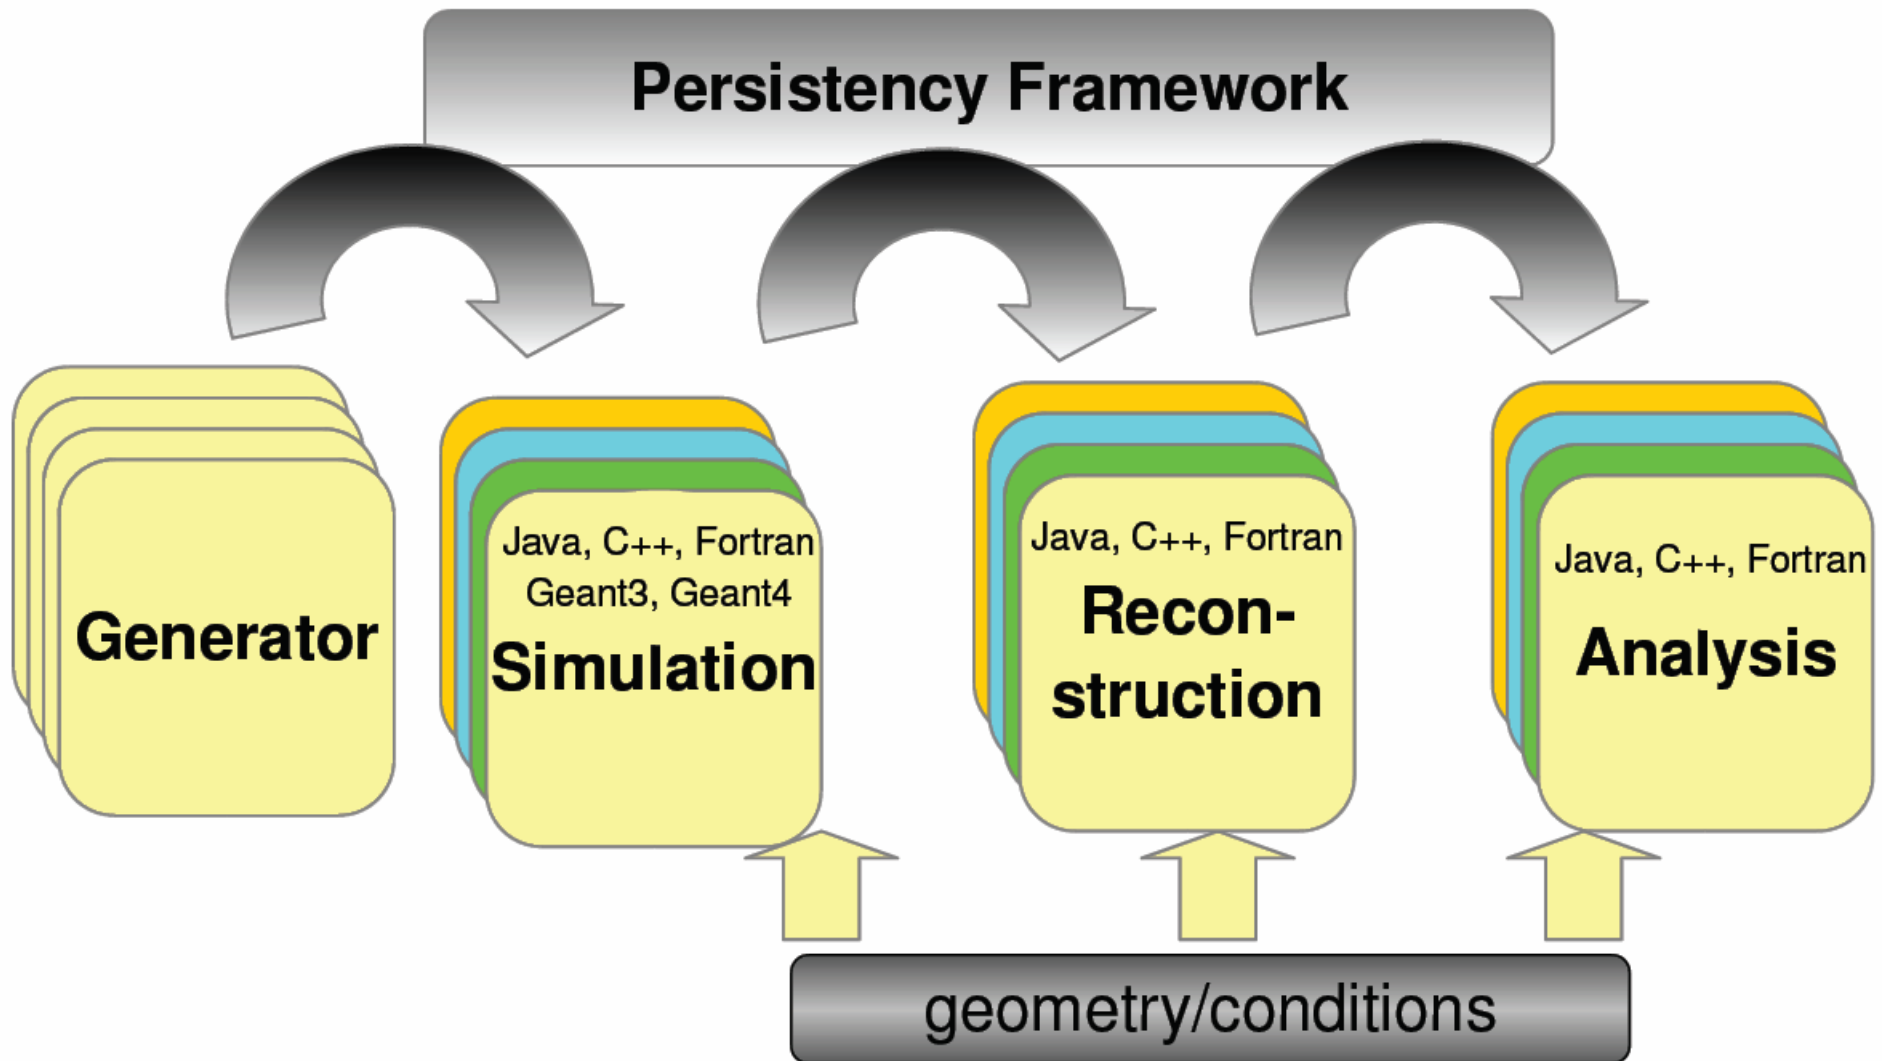 Persistency Framework
Generator
Java, C++, Fortran
Geant3, Geant4
Simulation
Java, C++, Fortran
Recon-
struction
Java, C++, Fortran
Analysis
geometry/conditions